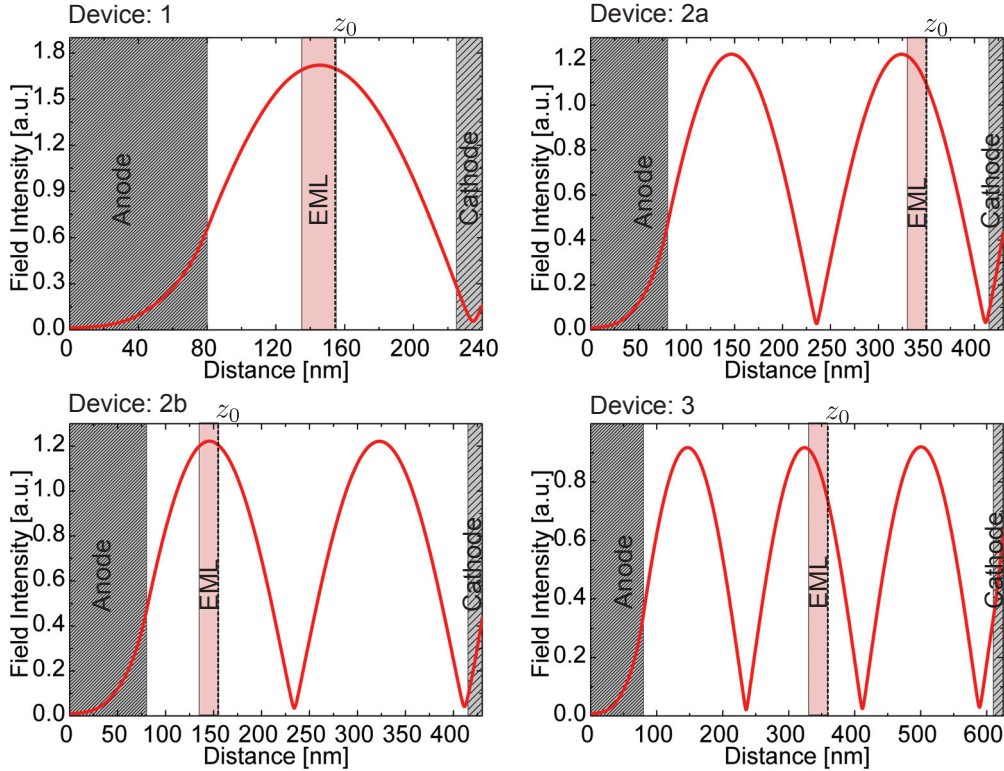 Device: 1
z₀
1.8
1.5
1.2
0.9
0.6
0.3
0.0
Field Intensity [a.u.]
Anode
EML
Cathode
0 40 80 120 160 200 240
Distance [nm]
Device: 2a
z₀
1.2
1.0
0.8
0.6
0.4
0.2
0.0
Field Intensity [a.u.]
Anode
EML
Cathode
0 50 100 150 200 250 300 350 400
Distance [nm]
Device: 2b
z₀
1.2
1.0
0.8
0.6
0.4
0.2
0.0
Field Intensity [a.u.]
Anode
EML
Cathode
0 50 100 150 200 250 300 350 400
Distance [nm]
Device: 3
z₀
0.8
0.6
0.4
0.2
0.0
Field Intensity [a.u.]
Anode
EML
Cathode
0 100 200 300 400 500 600
Distance [nm]